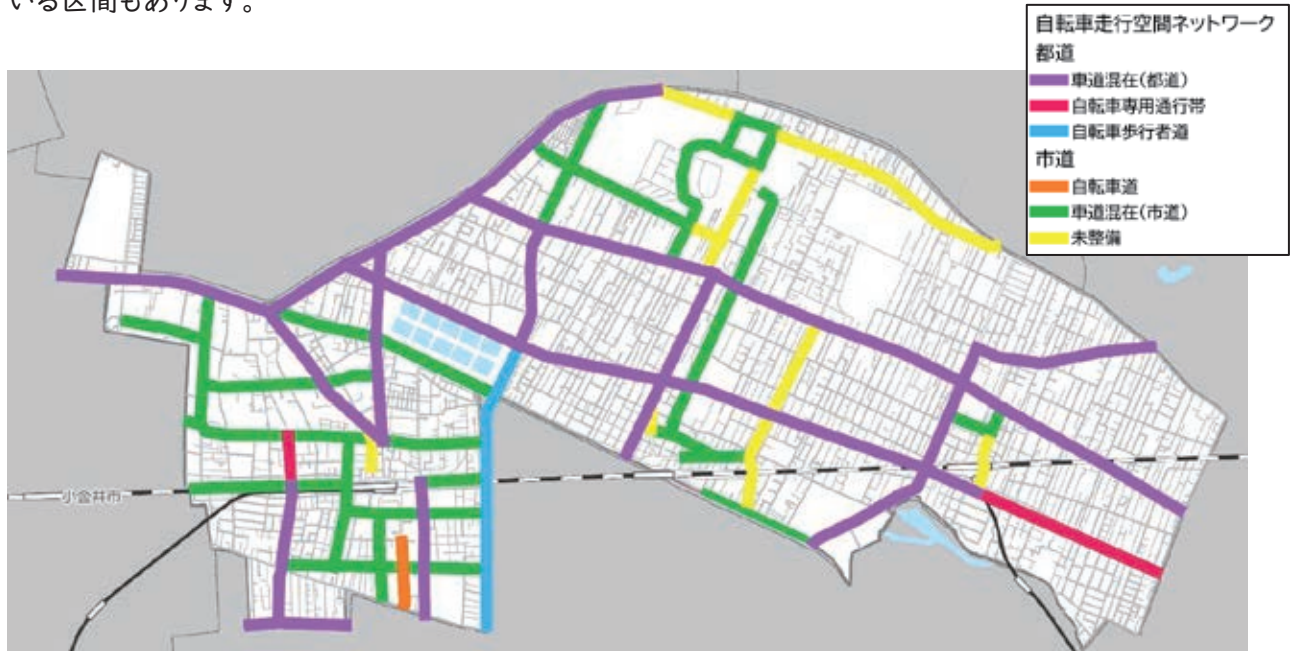 いる区間もあります。
自転車走行空間ネットワーク
都道
車道混在(都道)
自転車専用通行帯
自転車歩行者道
市道
自転車道
車道混在(市道)
未整備
小金井市